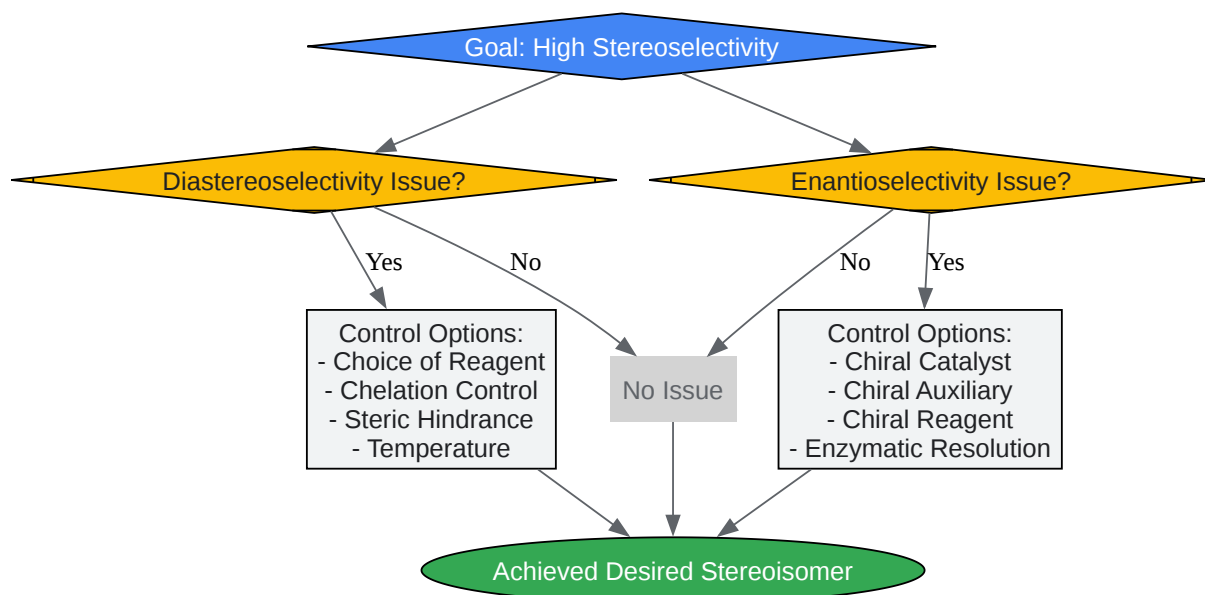 Goal: High Stereoselectivity
Diastereoselectivity Issue?
Enantioselectivity Issue?
Yes
No
No
Yes
Control Options:
- Choice of Reagent
- Chelation Control
- Steric Hindrance
- Temperature
No Issue
Control Options:
- Chiral Catalyst
- Chiral Auxiliary
- Chiral Reagent
- Enzymatic Resolution
Achieved Desired Stereoisomer